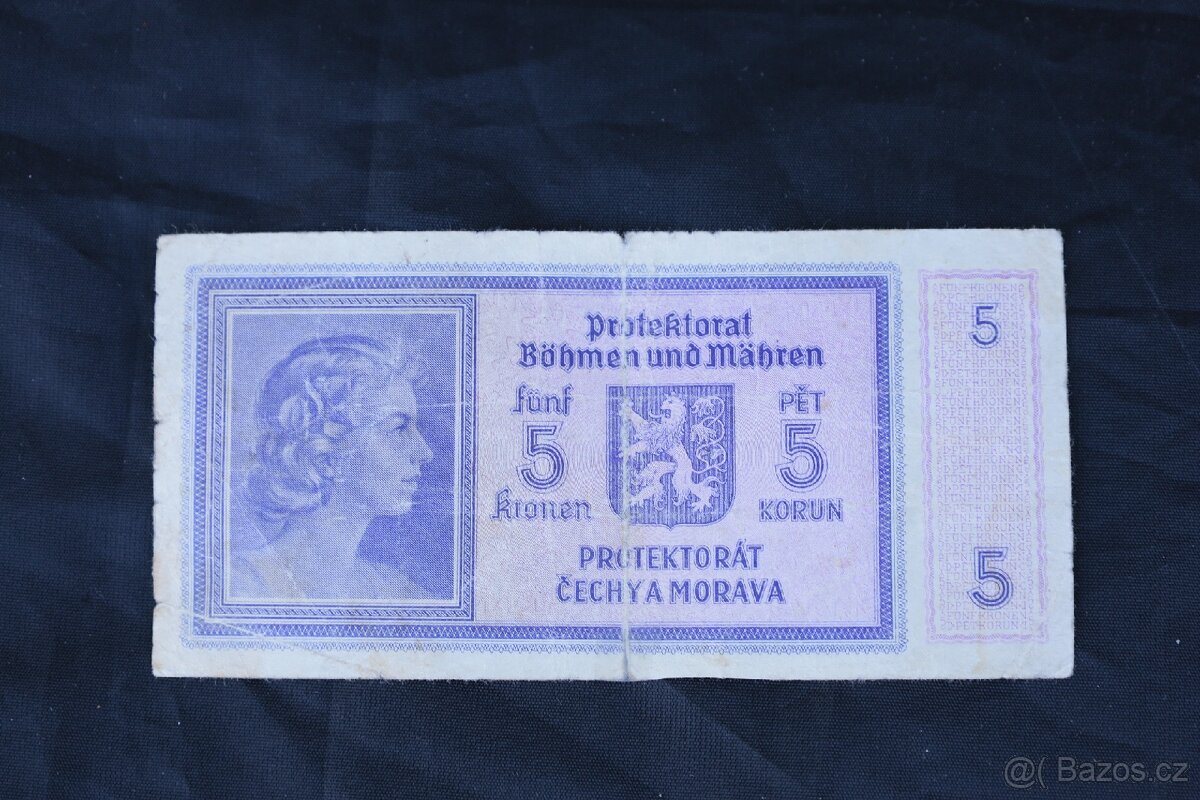 Protektorat
Böhmen und Mähren
fünf
5
Kronen
PĚT
5
KORUN
PROTEKTORÁT
ČECHY A MORAVA
5
5
@( Bazos.cz